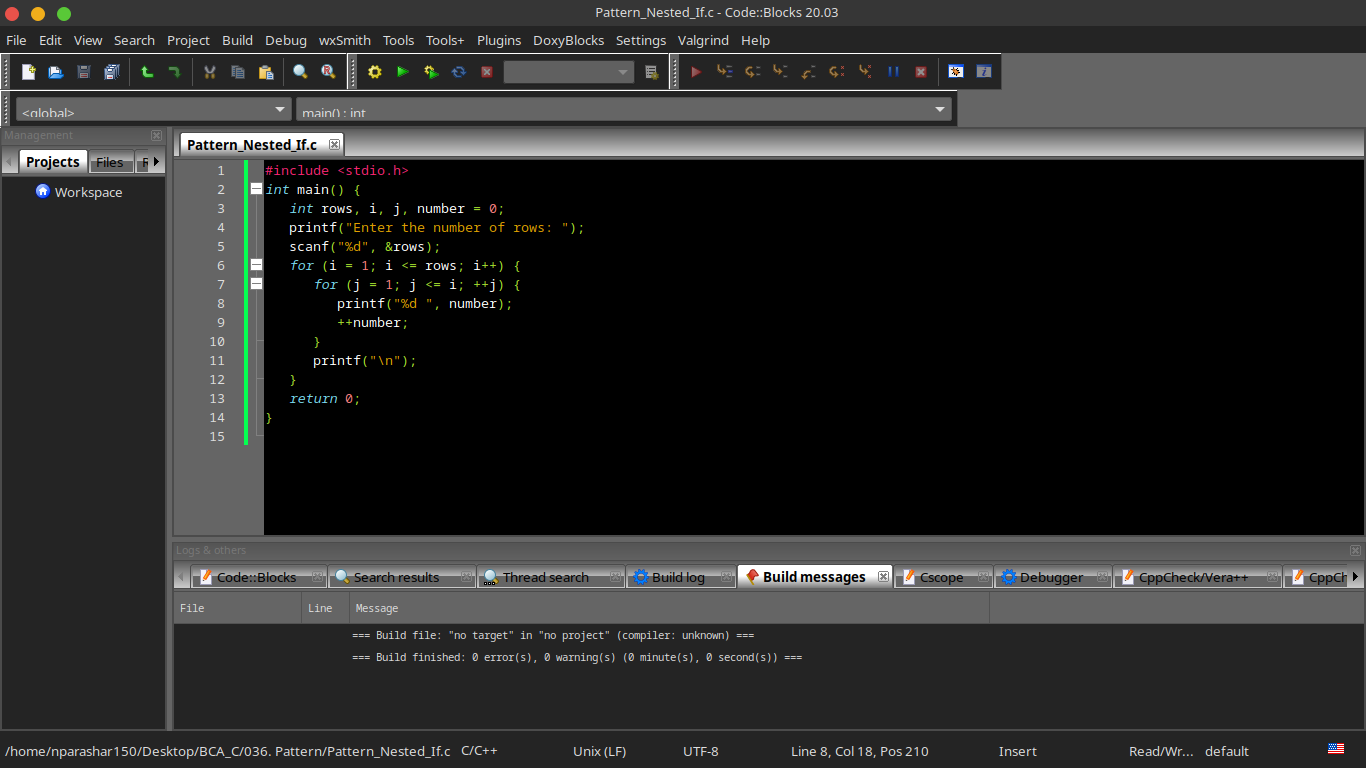 Pattern_Nested_If.c - Code::Blocks 20.03
File Edit View Search Project Build Debug wxSmith Tools Tools+ Plugins DoxyBlocks Settings Valgrind Help
<global> main() : int
Management
Projects Files
Workspace
Pattern_Nested_If.c
1 #include <stdio.h>
2 int main() {
3 int rows, i, j, number = 0;
4 printf("Enter the number of rows: ");
5 scanf("%d", &rows);
6 for (i = 1; i <= rows; i++) {
7 for (j = 1; j <= i; ++j) {
8 printf("%d ", number);
9 ++number;
10 }
11 printf("\n");
12 }
13 return 0;
14 }
15
Logs & others
Code::Blocks Search results Thread search Build log Build messages Cscope Debugger CppCheck/Vera++ CppCh
File Line Message
=== Build file: "no target" in "no project" (compiler: unknown) ===
=== Build finished: 0 error(s), 0 warning(s) (0 minute(s), 0 second(s)) ===
/home/nparashar150/Desktop/BCA_C/036. Pattern/Pattern_Nested_If.c C/C++ Unix (LF) UTF-8 Line 8, Col 18, Pos 210 Insert Read/Wr... default